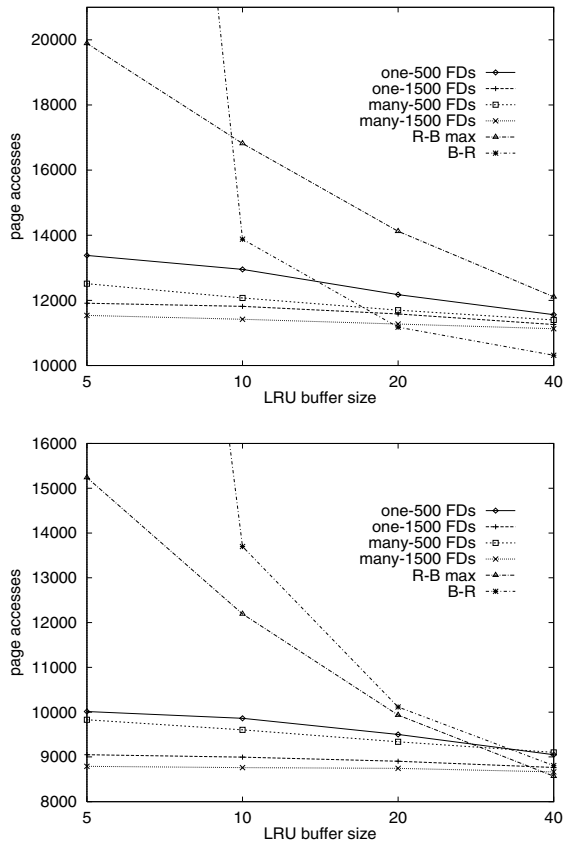 20000
18000
16000
14000
12000
10000
page accesses
one-500 FDs
one-1500 FDs
many-500 FDs
many-1500 FDs
R-B max
B-R
5 10 20 40
LRU buffer size
16000
15000
14000
13000
12000
11000
10000
9000
8000
page accesses
one-500 FDs
one-1500 FDs
many-500 FDs
many-1500 FDs
R-B max
B-R
5 10 20 40
LRU buffer size